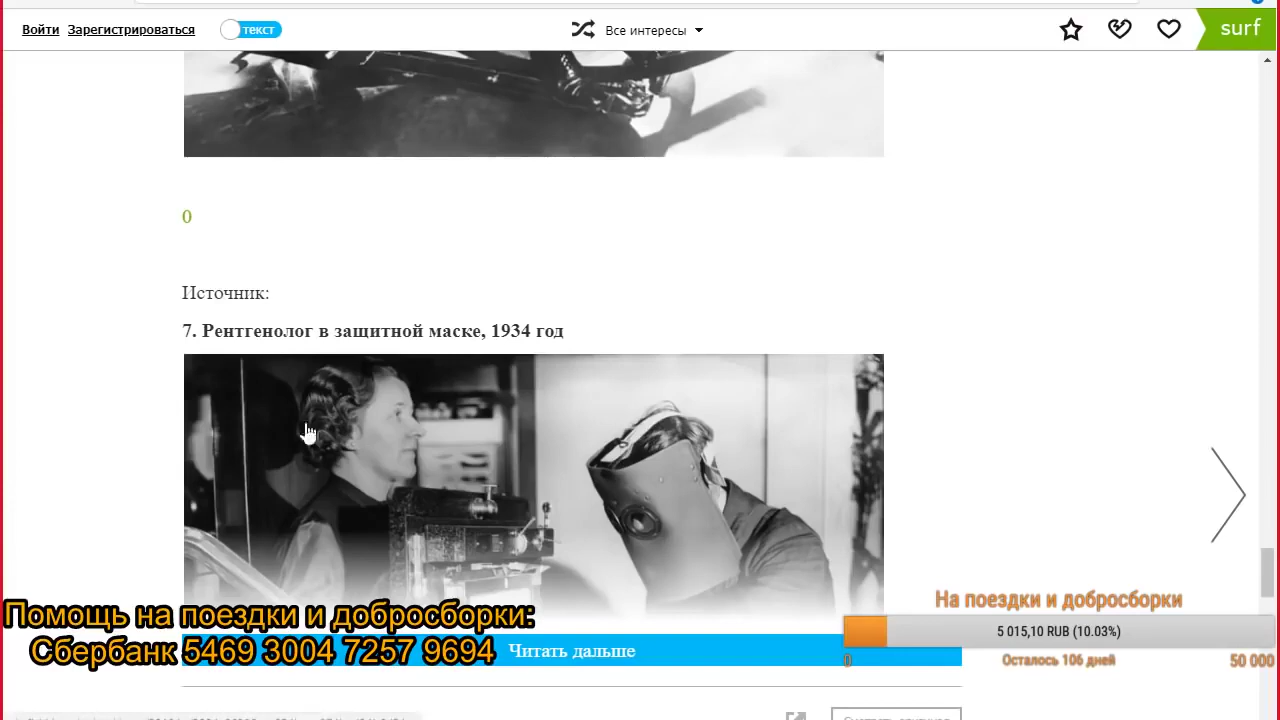 Войти Зарегистрироваться текст Все интересы surf
0
Источник:
7. Рентгенолог в защитной маске, 1934 год
Помощь на поездки и добросборки:
Сбербанк 5469 3004 7257 9694
Читать дальше
На поездки и добросборки
5 015,10 RUB (10.03%)
0 Осталось 106 дней 50 000